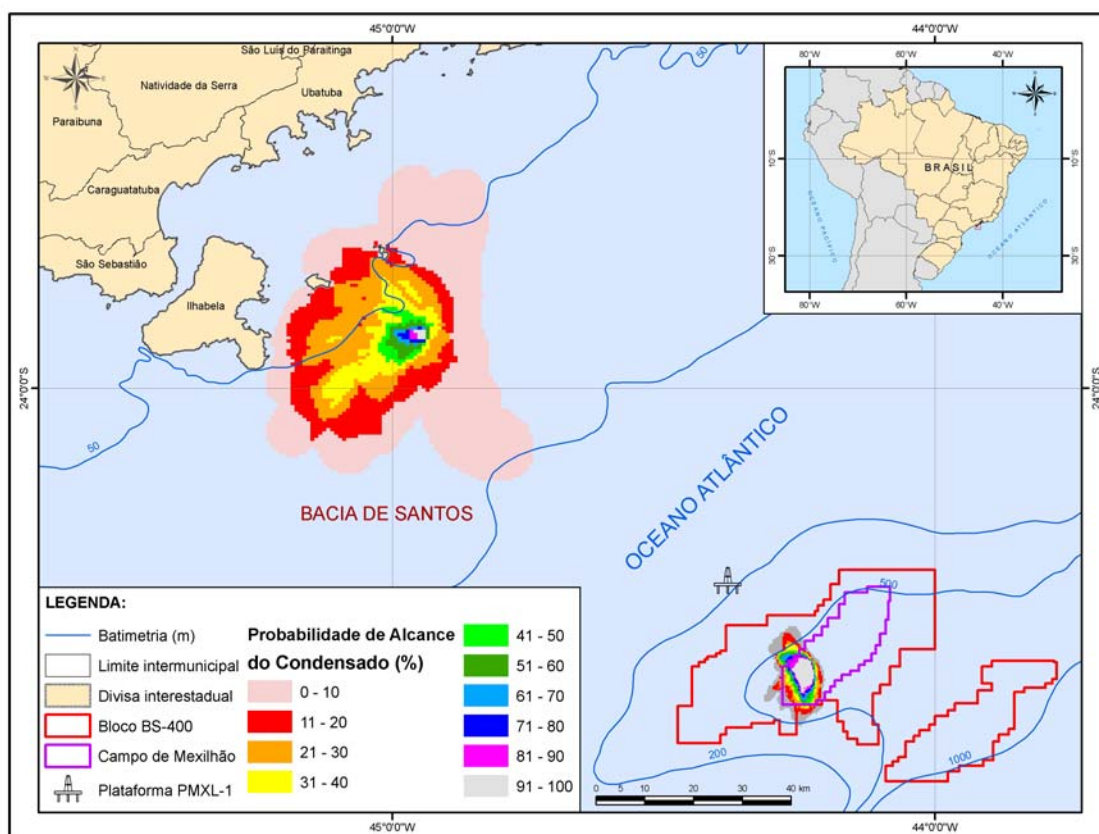 45°0'0"W
44°0'0"W
São Luís do Paraitinga
Natividade da Serra
Ubatuba
Paraibuna
Caraguatatuba
São Sebastião
Ilhabela
50
50
24°0'0"S
24°0'0"S
80°W
60°W
40°W
10°S
10°S
30°S
30°S
BRASIL
OCEANO PACÍFICO
OCEANO ATLÂNTICO
80°W
60°W
40°W
BACIA DE SANTOS
OCEANO ATLÂNTICO
500
200
1000
LEGENDA:
Batimetria (m)
Limite intermunicipal
Divisa interestadual
Bloco BS-400
Campo de Mexilhão
Plataforma PMXL-1
Probabilidade de Alcance
do Condensado (%)
0 - 10
11 - 20
21 - 30
31 - 40
41 - 50
51 - 60
61 - 70
71 - 80
81 - 90
91 - 100
0 5 10 20 30 40 km
45°0'0"W
44°0'0"W